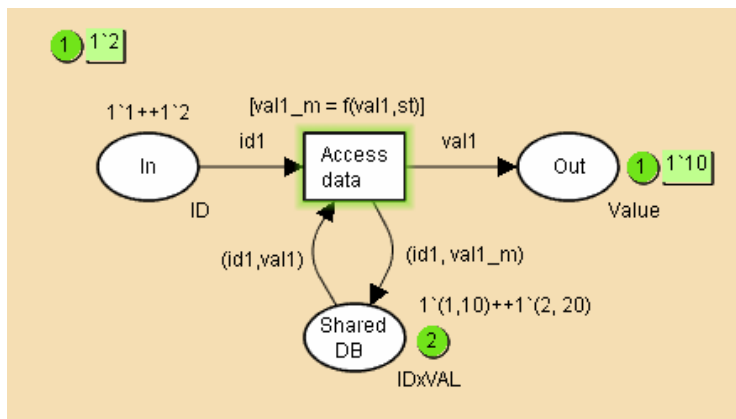 1 1`2
1`1++1`2
[val1_m = f(val1,st)]
In
id1
Access
data
val1
Out
1 1`10
ID
Value
(id1,val1)
(id1, val1_m)
1`(1,10)++1`(2, 20)
Shared
DB
2
IDxVAL